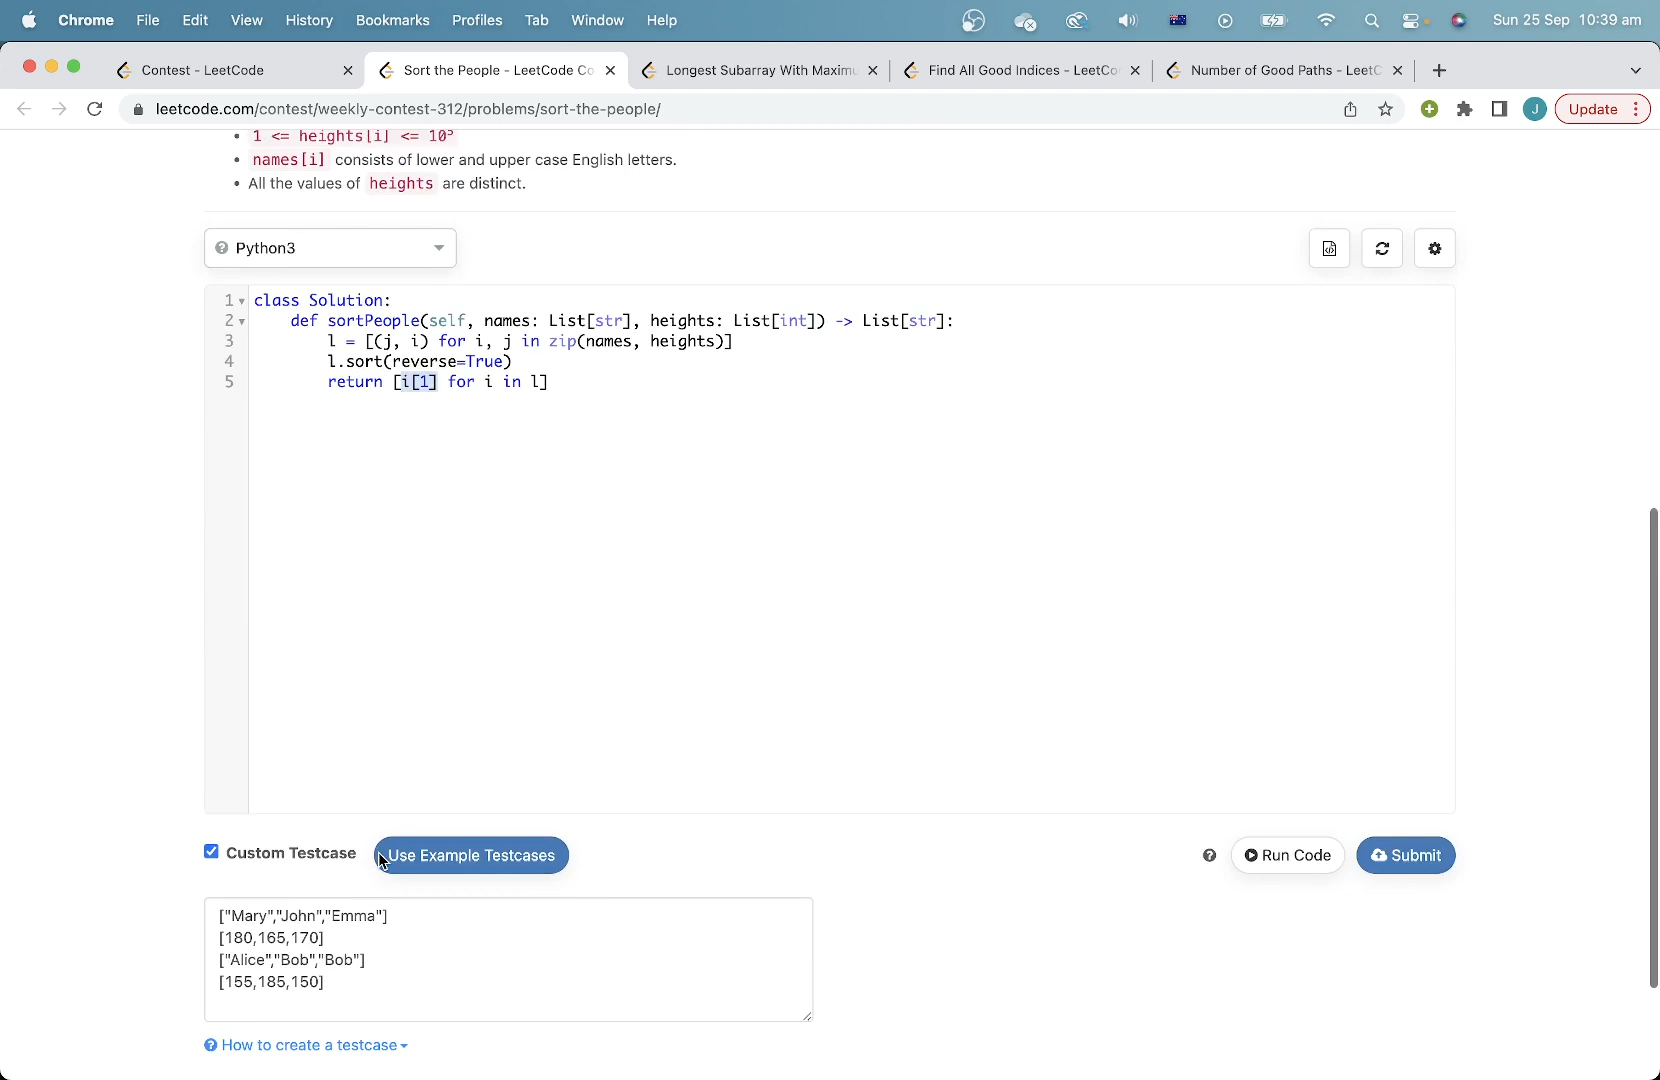 Chrome File Edit View History Bookmarks Profiles Tab Window Help Sun 25 Sep 10:39 am
Contest - LeetCode Sort the People - LeetCode Co Longest Subarray With Maximu Find All Good Indices - LeetCo Number of Good Paths - LeetC
leetcode.com/contest/weekly-contest-312/problems/sort-the-people/ J Update
• 1 <= heights[i] <= 10⁵
• names[i] consists of lower and upper case English letters.
• All the values of heights are distinct.
Python3
1 class Solution:
2 def sortPeople(self, names: List[str], heights: List[int]) -> List[str]:
3 l = [(j, i) for i, j in zip(names, heights)]
4 l.sort(reverse=True)
5 return [i[1] for i in l]
Custom Testcase Use Example Testcases Run Code Submit
["Mary","John","Emma"]
[180,165,170]
["Alice","Bob","Bob"]
[155,185,150]
How to create a testcase